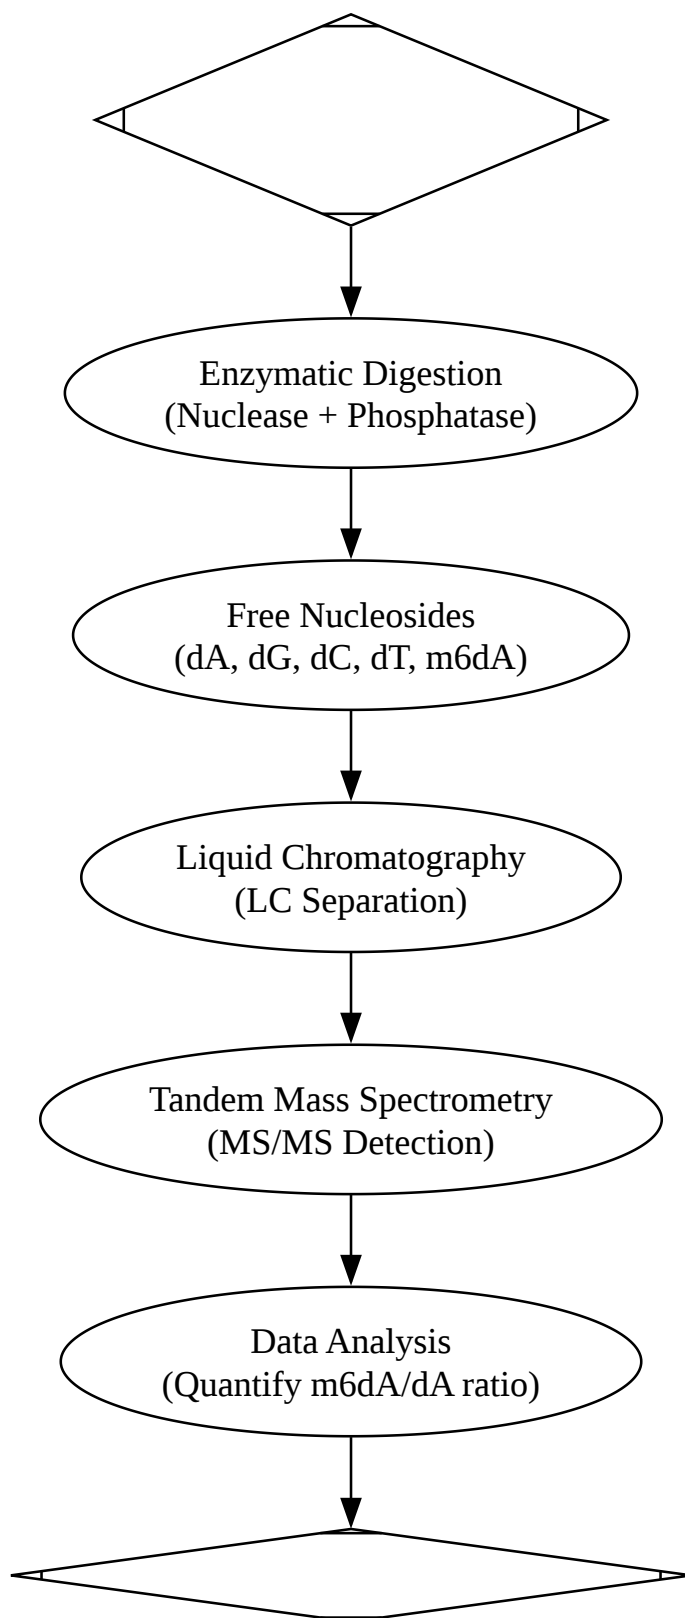 Enzymatic Digestion
(Nuclease + Phosphatase)
Free Nucleosides
(dA, dG, dC, dT, m6dA)
Liquid Chromatography
(LC Separation)
Tandem Mass Spectrometry
(MS/MS Detection)
Data Analysis
(Quantify m6dA/dA ratio)